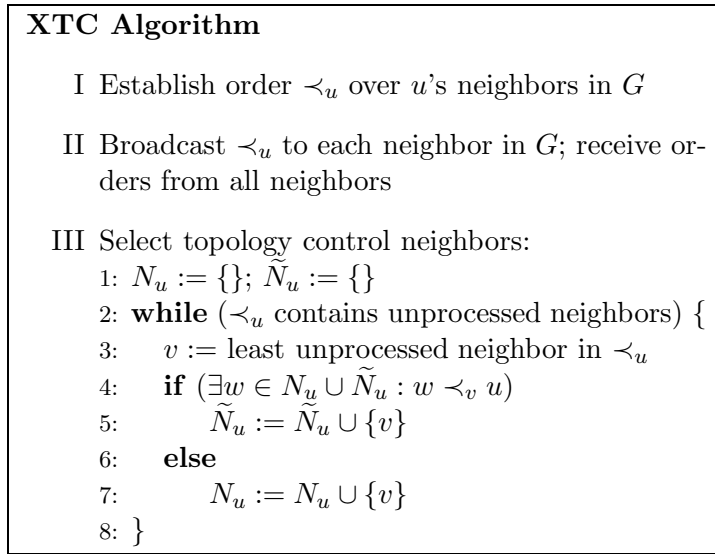 XTC Algorithm
I Establish order ≺ᵤ over u's neighbors in G
II Broadcast ≺ᵤ to each neighbor in G; receive or-
ders from all neighbors
III Select topology control neighbors:
1: Nᵤ := {}; Ñᵤ := {}
2: while (≺ᵤ contains unprocessed neighbors) {
3: v := least unprocessed neighbor in ≺ᵤ
4: if (∃w ∈ Nᵤ ∪ Ñᵤ : w ≺ᵥ u)
5: Ñᵤ := Ñᵤ ∪ {v}
6: else
7: Nᵤ := Nᵤ ∪ {v}
8: }